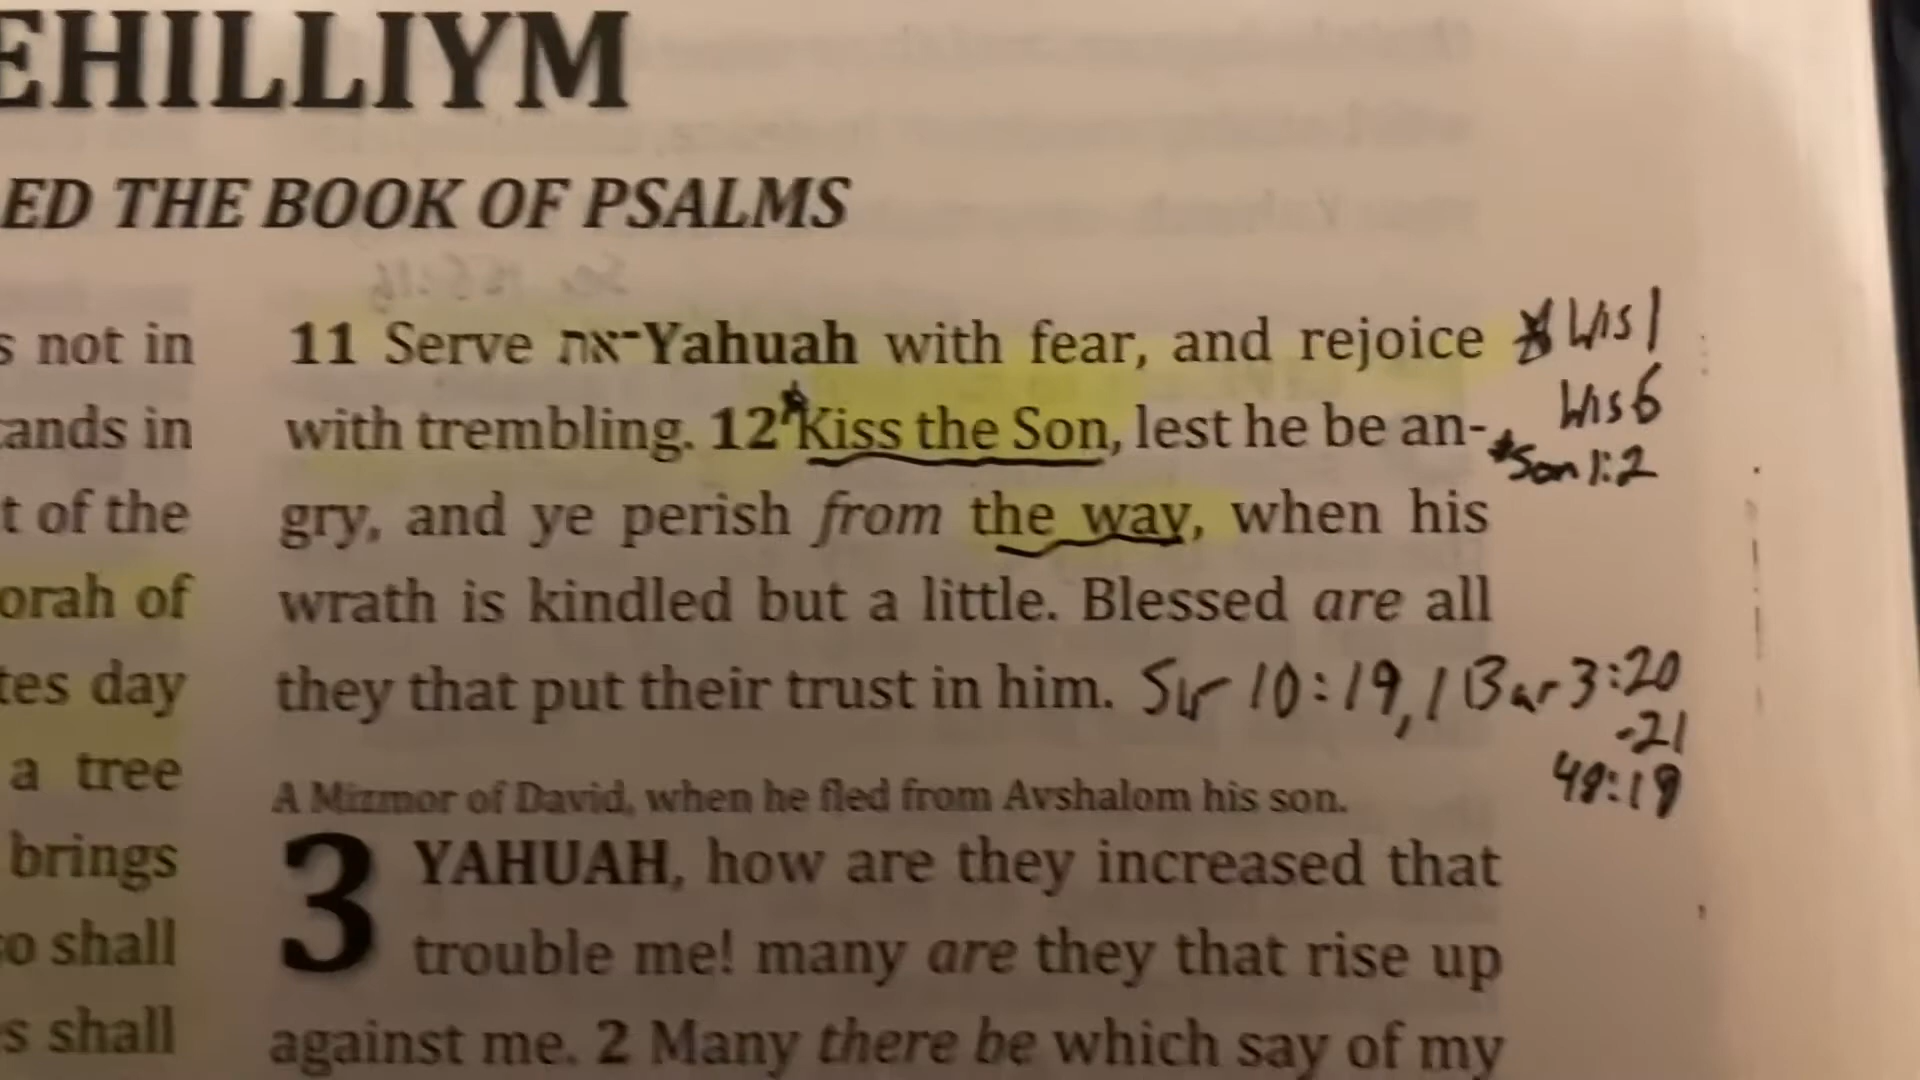 EHILLIYM
ED THE BOOK OF PSALMS
s not in
ands in
t of the
orah of
tes day
a tree
brings
so shall
s shall
11 Serve את-Yahuah with fear, and rejoice
with trembling. 12 Kiss the Son, lest he be an-
gry, and ye perish from the way, when his
wrath is kindled but a little. Blessed are all
they that put their trust in him. Sir 10:19, 1 Bar 3:20
-21
48:19
Wis 1
Wis 6
*Son 1:2
A Mizmor of David, when he fled from Avshalom his son.
3 YAHUAH, how are they increased that
trouble me! many are they that rise up
against me. 2 Many there be which say of my